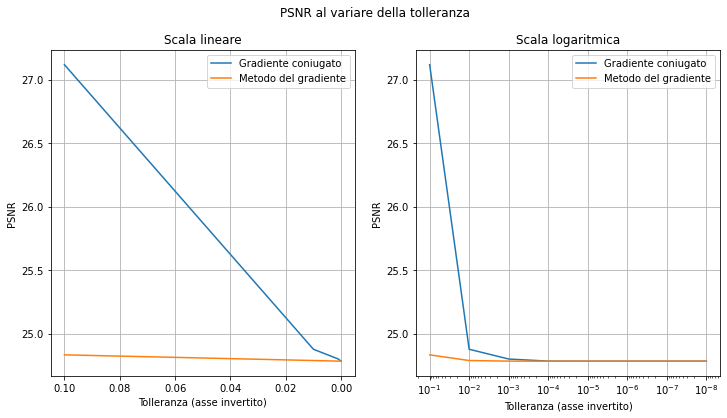 PSNR al variare della tolleranza
Scala lineare
Gradiente coniugato
Metodo del gradiente
27.0
26.5
26.0
25.5
25.0
PSNR
0.10 0.08 0.06 0.04 0.02 0.00
Tolleranza (asse invertito)
Scala logaritmica
Gradiente coniugato
Metodo del gradiente
27.0
26.5
26.0
25.5
25.0
PSNR
10⁻¹ 10⁻² 10⁻³ 10⁻⁴ 10⁻⁵ 10⁻⁶ 10⁻⁷ 10⁻⁸
Tolleranza (asse invertito)